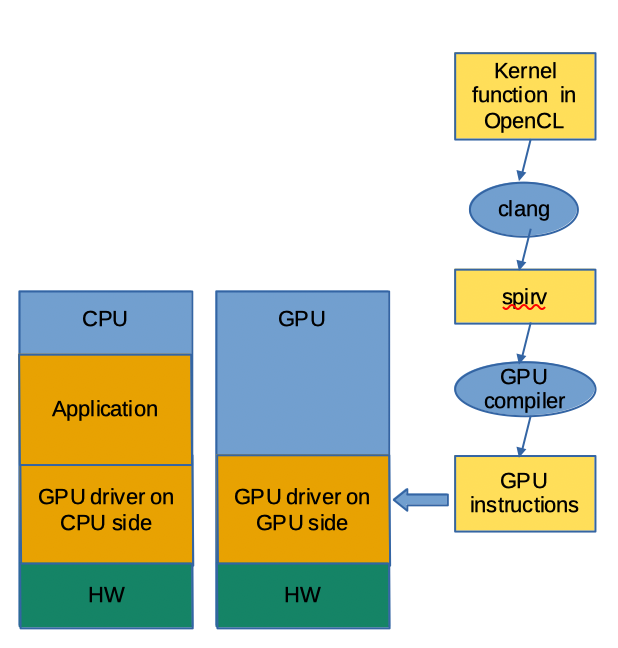 Kernel
function in
OpenCL
clang
spirv
GPU
compiler
GPU
instructions
CPU
Application
GPU driver on
CPU side
HW
GPU
GPU driver on
GPU side
HW